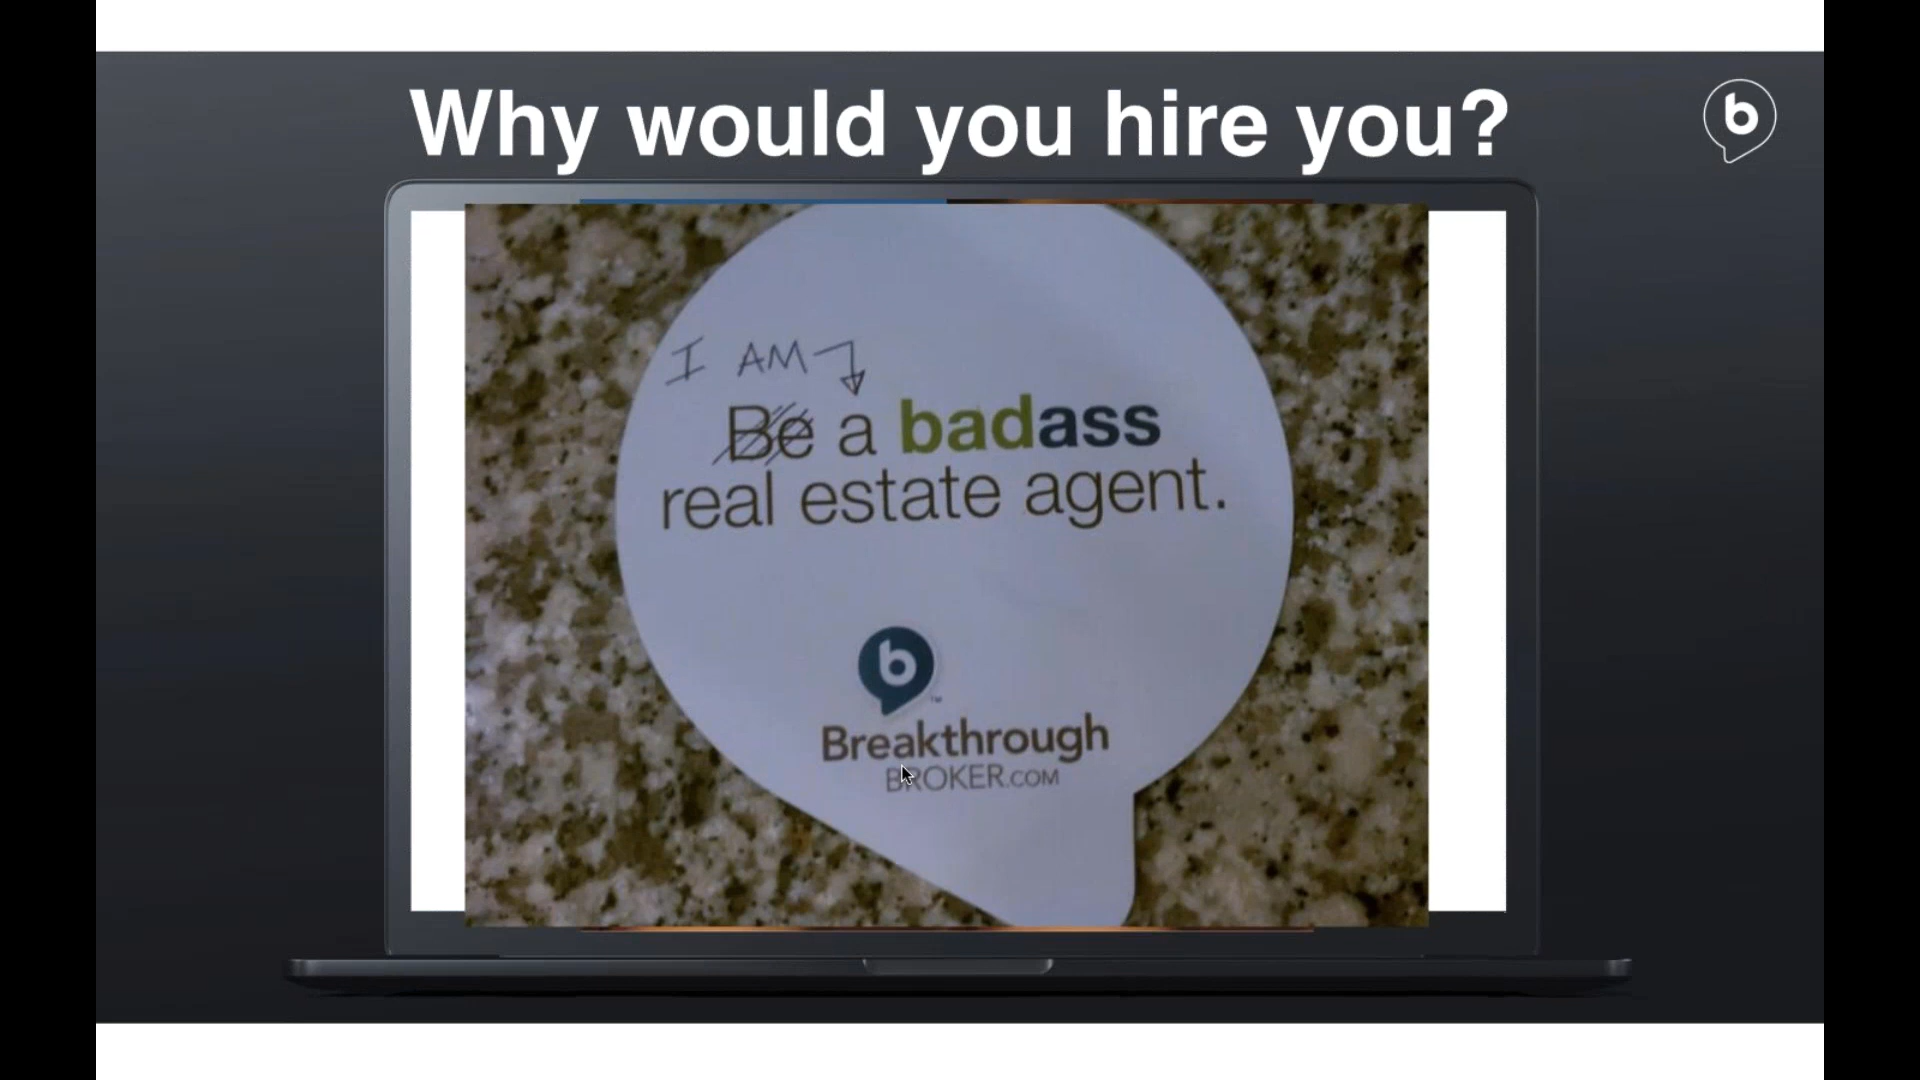 Why would you hire you?
b
I AM
Be a badass
real estate agent.
b
Breakthrough
BROKER.COM